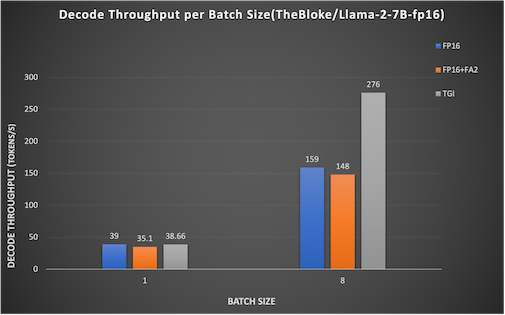 Decode Throughput per Batch Size(TheBloke/Llama-2-7B-fp16)
FP16
FP16+FA2
TGI
DECODE THROUGHPUT (TOKENS/S)
300
250
200
150
100
50
0
39
35.1
38.66
159
148
276
1
8
BATCH SIZE